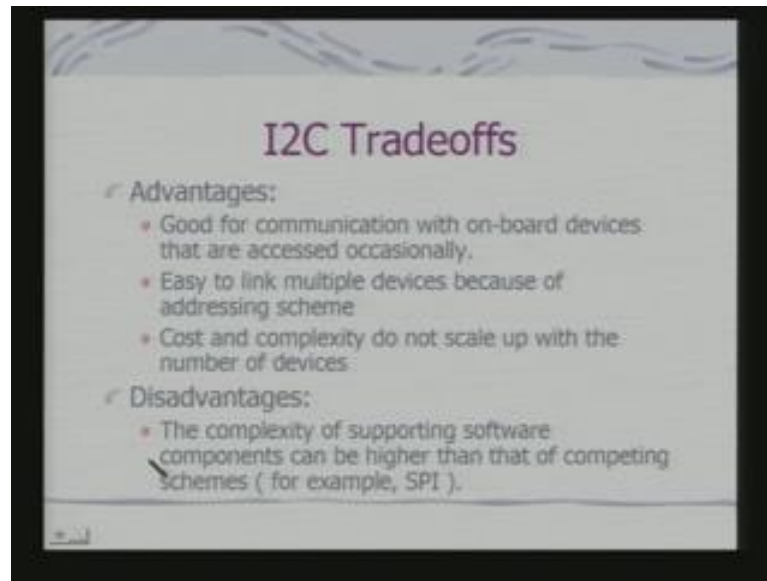 I2C Tradeoffs
Advantages:
Good for communication with on-board devices
that are accessed occasionally.
Easy to link multiple devices because of
addressing scheme
Cost and complexity do not scale up with the
number of devices
Disadvantages:
The complexity of supporting software
components can be higher than that of competing
schemes ( for example, SPI ).